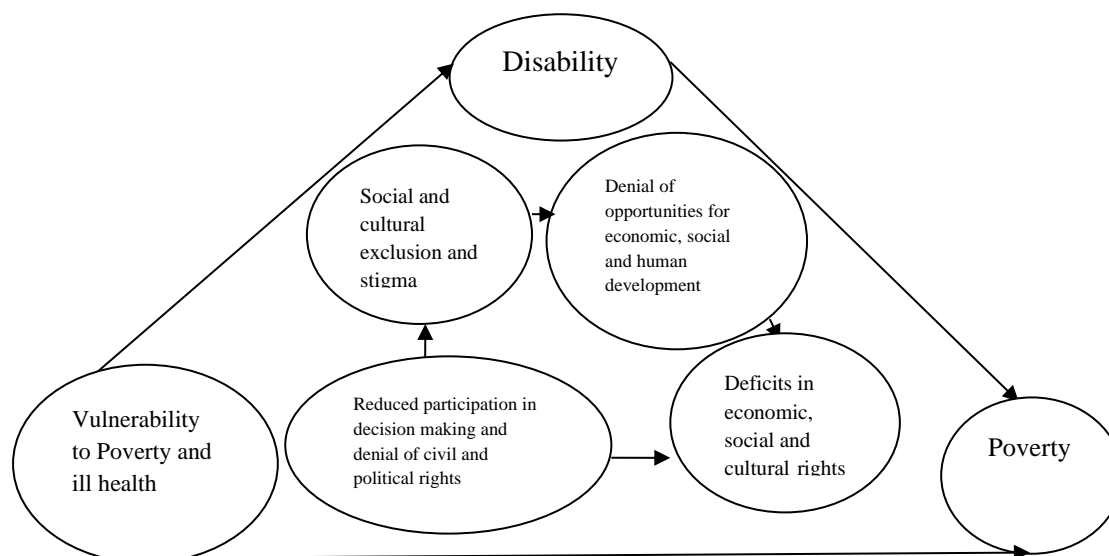 Disability
Social and
cultural
exclusion and
stigma
Denial of
opportunities for
economic, social
and human
development
Vulnerability
to Poverty and
ill health
Reduced participation in
decision making and
denial of civil and
political rights
Deficits in
economic,
social and
cultural rights
Poverty